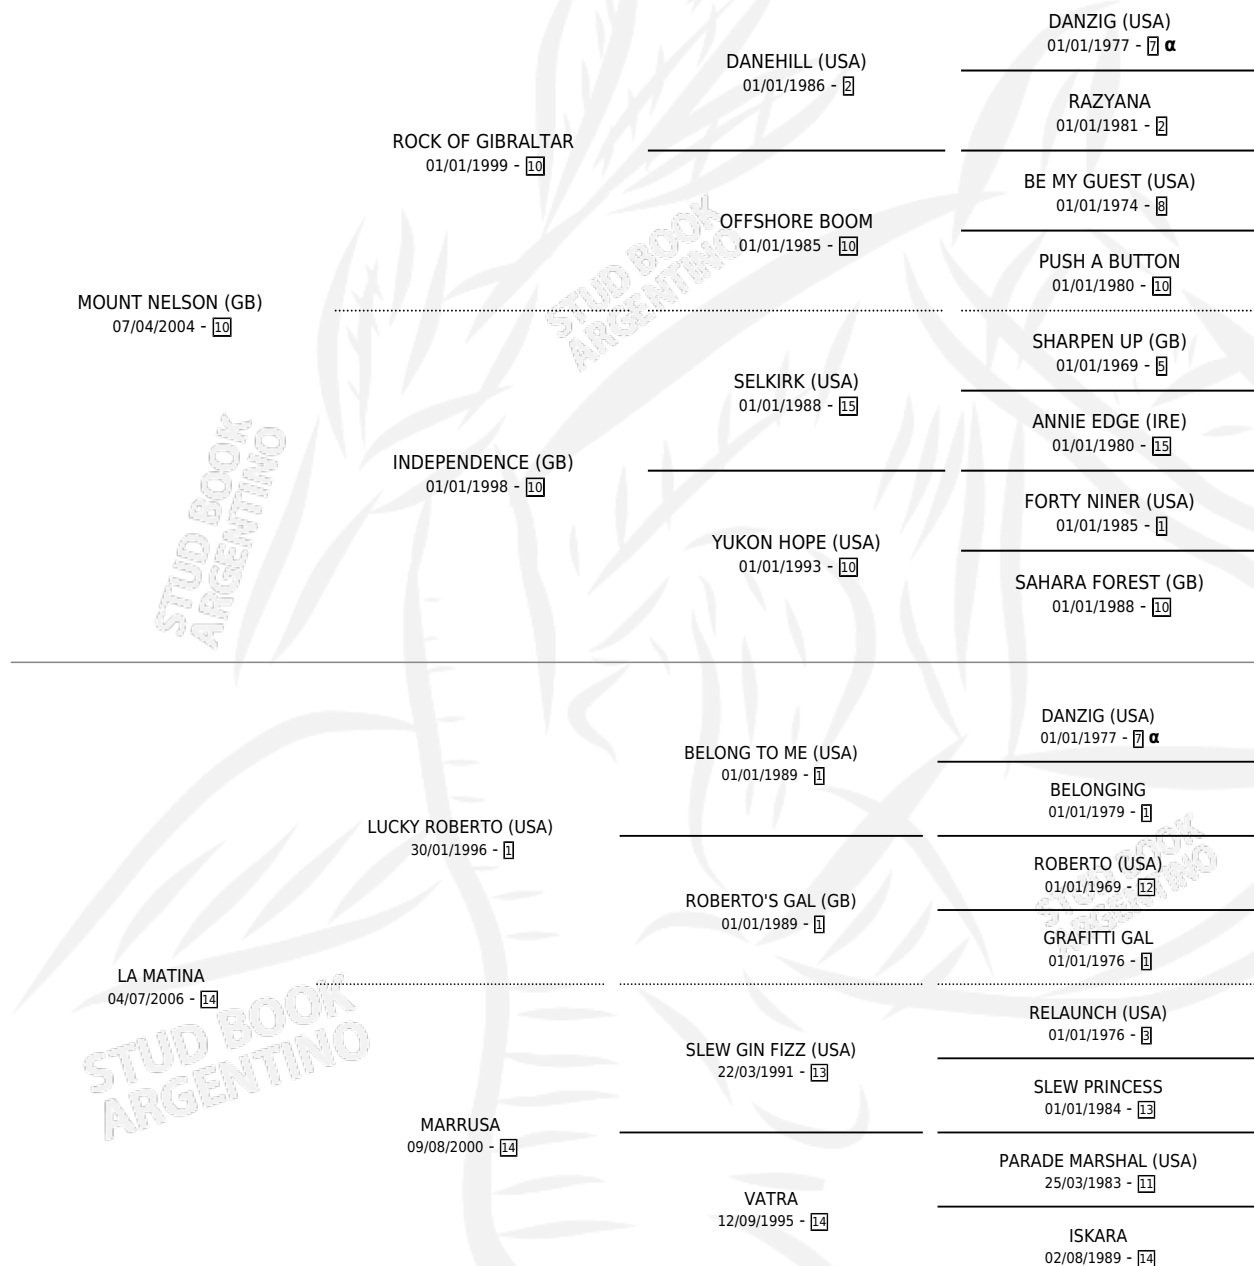 DANZIG (USA)
01/01/1977 - 7 α
DANEHILL (USA)
01/01/1986 - 2
RAZYANA
01/01/1981 - 2
ROCK OF GIBRALTAR
01/01/1999 - 10
BE MY GUEST (USA)
01/01/1974 - 8
OFFSHORE BOOM
01/01/1985 - 10
PUSH A BUTTON
01/01/1980 - 10
MOUNT NELSON (GB)
07/04/2004 - 10
SHARPEN UP (GB)
01/01/1969 - 5
SELKIRK (USA)
01/01/1988 - 15
ANNIE EDGE (IRE)
01/01/1980 - 15
INDEPENDENCE (GB)
01/01/1998 - 10
FORTY NINER (USA)
01/01/1985 - 1
YUKON HOPE (USA)
01/01/1993 - 10
SAHARA FOREST (GB)
01/01/1988 - 10
DANZIG (USA)
01/01/1977 - 7 α
BELONG TO ME (USA)
01/01/1989 - 1
BELONGING
01/01/1979 - 1
LUCKY ROBERTO (USA)
30/01/1996 - 1
ROBERTO (USA)
01/01/1969 - 12
ROBERTO'S GAL (GB)
01/01/1989 - 1
GRAFITTI GAL
01/01/1976 - 1
LA MATINA
04/07/2006 - 14
RELAUNCH (USA)
01/01/1976 - 3
SLEW GIN FIZZ (USA)
22/03/1991 - 13
SLEW PRINCESS
01/01/1984 - 13
MARRUSA
09/08/2000 - 14
PARADE MARSHAL (USA)
25/03/1983 - 11
VATRA
12/09/1995 - 14
ISKARA
02/08/1989 - 14
STUD BOOK
ARGENTINO
STUD BOOK
ARGENTINO
STUD BOOK
ARGENTINO
STUD BOOK
ARGENTINO